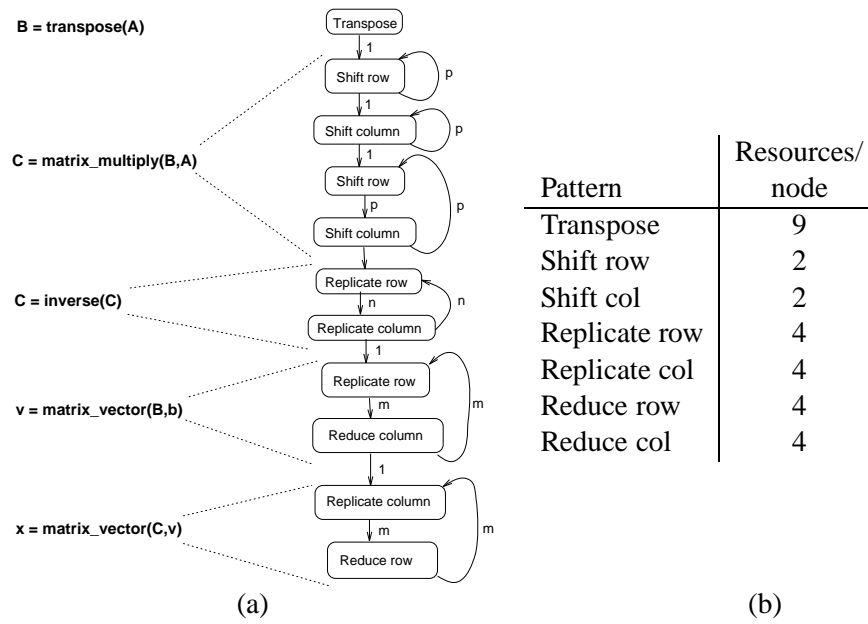 B = transpose(A)
Transpose
1
Shift row
p
1
Shift column
p
1
C = matrix_multiply(B,A)
Shift row
p
p
Shift column
Replicate row
C = inverse(C)
n
n
Replicate column
1
Replicate row
v = matrix_vector(B,b)
m
m
Reduce column
1
Replicate column
x = matrix_vector(C,v)
m
m
Reduce row
(a)
Resources/
Pattern node
Transpose 9
Shift row 2
Shift col 2
Replicate row 4
Replicate col 4
Reduce row 4
Reduce col 4
(b)